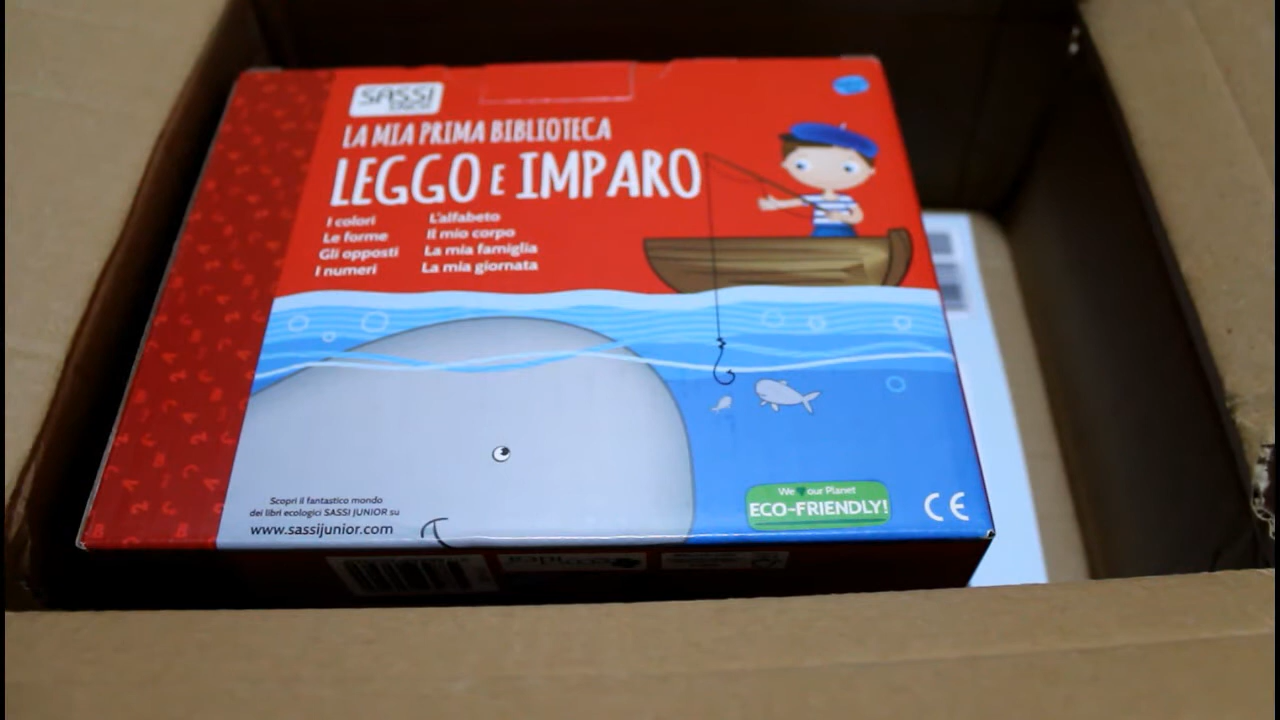 SASSI
LA MIA PRIMA BIBLIOTECA
LEGGO E IMPARO
I colori
Le forme
Gli opposti
I numeri
L'alfabeto
Il mio corpo
La mia famiglia
La mia giornata
Scopri il fantastico mondo
dei libri ecologici SASSI JUNIOR su
www.sassijunior.com
We our Planet
ECO-FRIENDLY!
CE